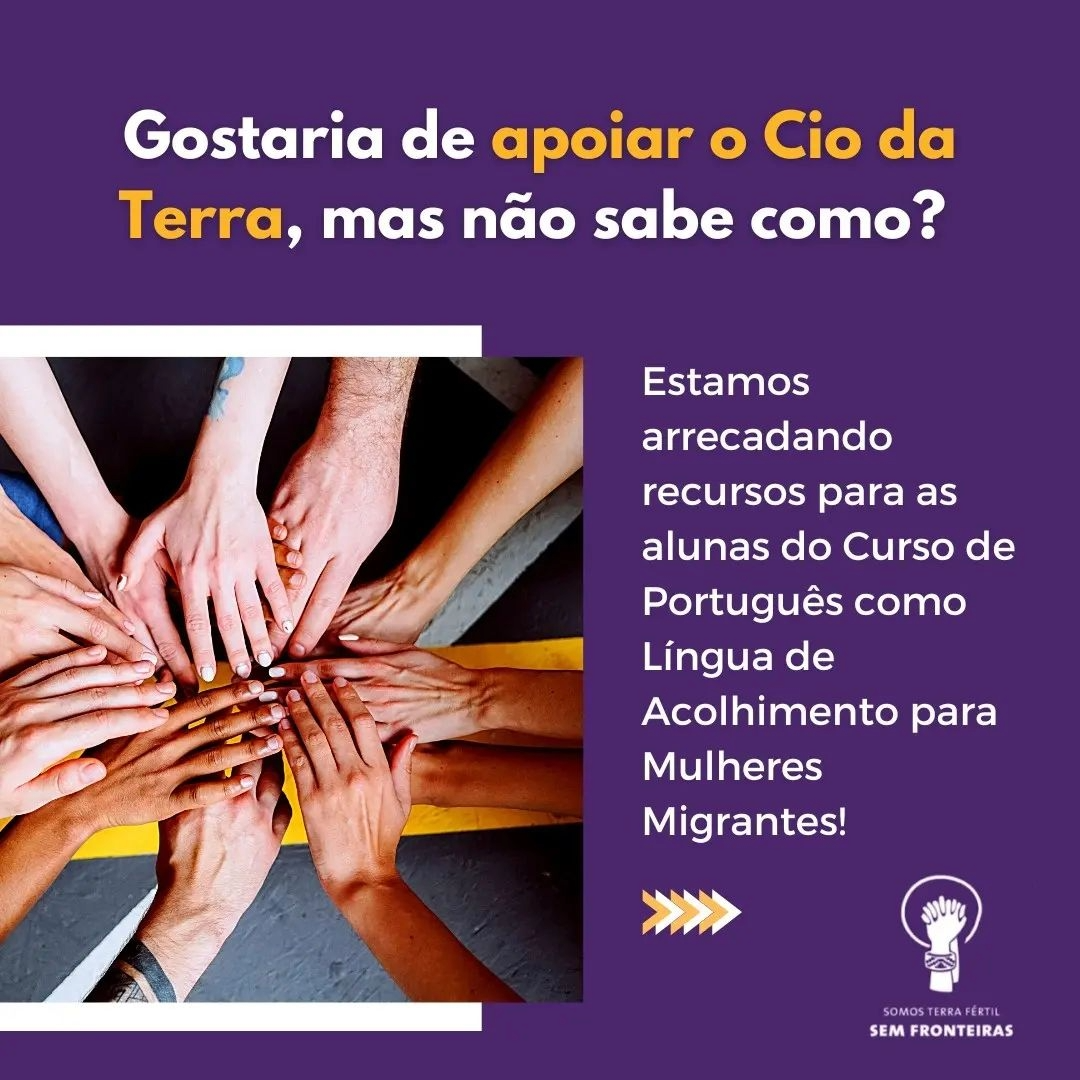 Gostaria de apoiar o Cio da
Terra, mas não sabe como?
Estamos
arrecadando
recursos para as
alunas do Curso de
Português como
Língua de
Acolhimento para
Mulheres
Migrantes!
SOMOS TERRA FÉRTIL
SEM FRONTEIRAS